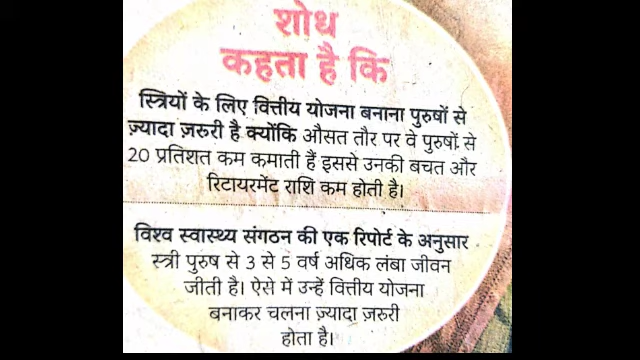 शोध
कहता है कि
स्त्रियों के लिए वित्तीय योजना बनाना पुरुषों से
ज़्यादा ज़रुरी है क्योंकि औसत तौर पर वे पुरुषों से
20 प्रतिशत कम कमाती हैं इससे उनकी बचत और
रिटायरमेंट राशि कम होती है।
विश्व स्वास्थ्य संगठन की एक रिपोर्ट के अनुसार
स्त्री पुरुष से 3 से 5 वर्ष अधिक लंबा जीवन
जीती है। ऐसे में उन्हें वित्तीय योजना
बनाकर चलना ज़्यादा ज़रुरी
होता है।